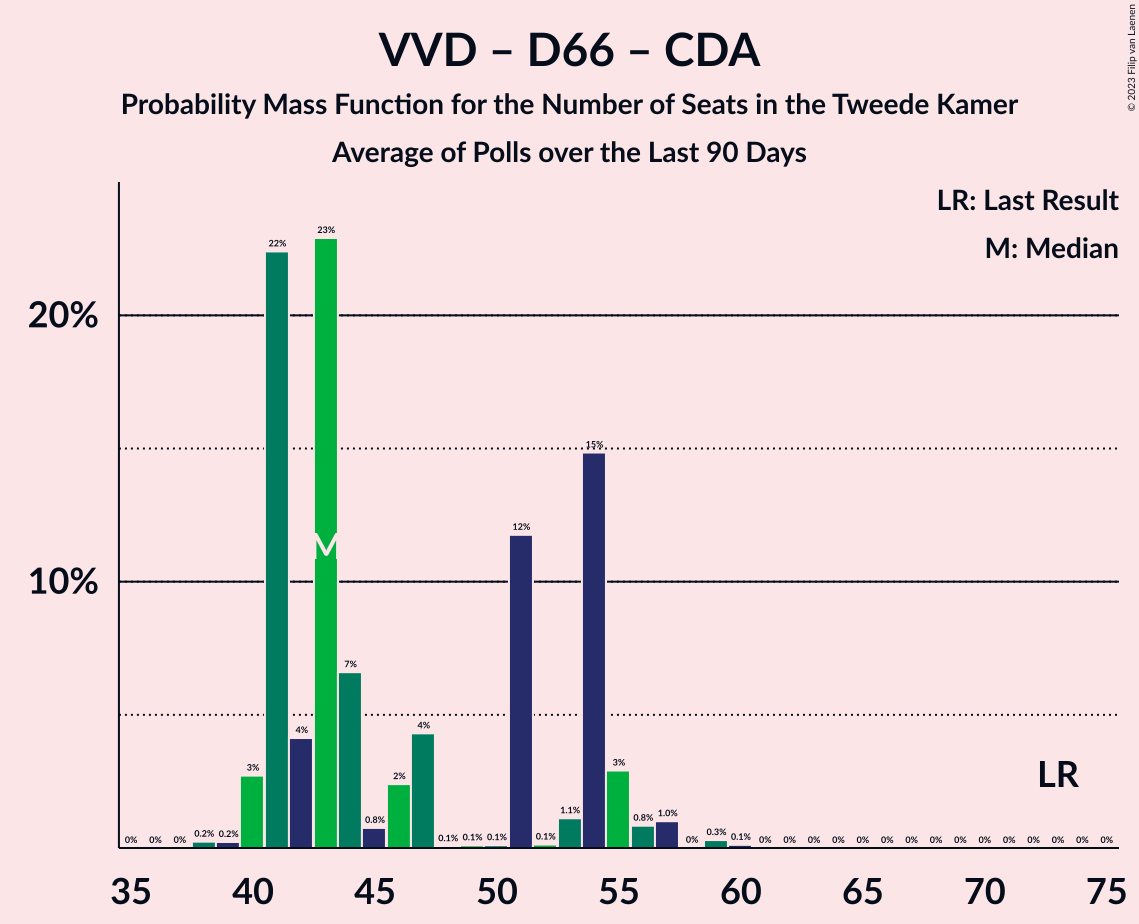 VVD – D66 – CDA
Probability Mass Function for the Number of Seats in the Tweede Kamer
Average of Polls over the Last 90 Days
© 2023 Filip van Laenen
LR: Last Result
M: Median
20%
10%
0% 0% 0% 0.2% 0.2% 3% 22% 4% 23% 7% 0.8% 2% 4% 0.1% 0.1% 0.1% 12% 0.1% 1.1% 15% 3% 0.8% 1.0% 0% 0.3% 0.1% 0% 0% 0% 0% 0% 0% 0% 0% 0% 0% 0% 0% 0% 0% 0%
M
LR
35 40 45 50 55 60 65 70 75